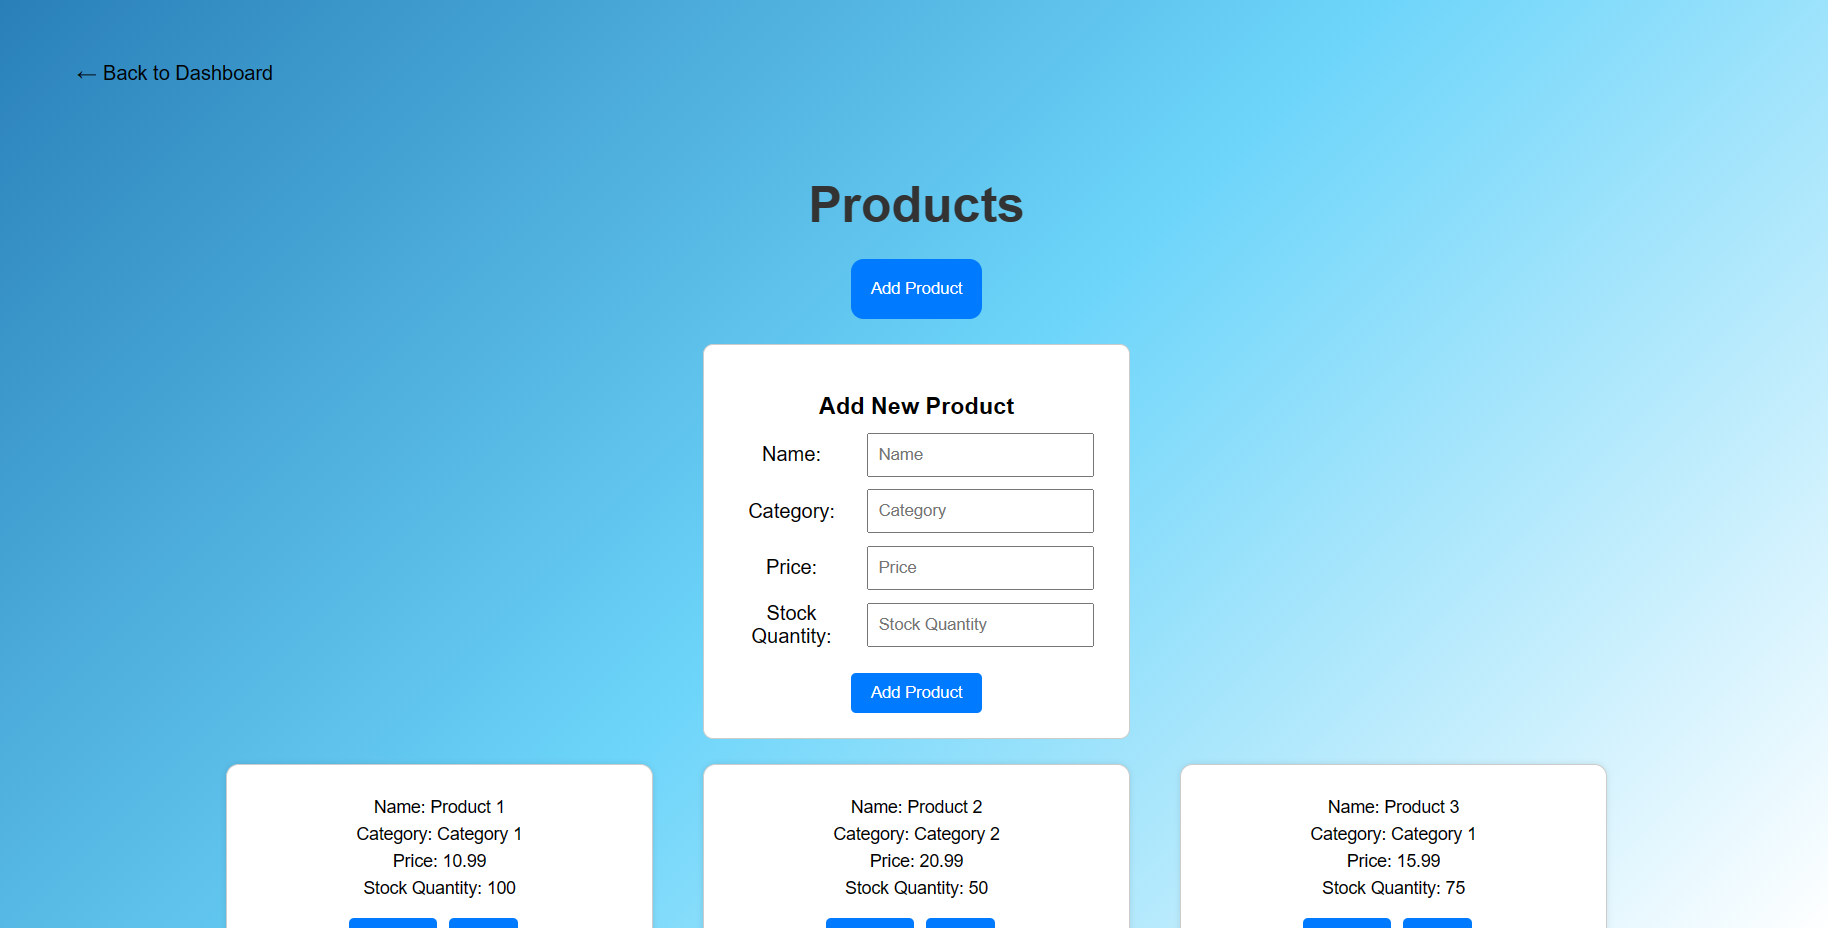 ← Back to Dashboard
Products
Add Product
Add New Product
Name:
Name
Category:
Category
Price:
Price
Stock
Quantity:
Stock Quantity
Add Product
Name: Product 1
Category: Category 1
Price: 10.99
Stock Quantity: 100
Name: Product 2
Category: Category 2
Price: 20.99
Stock Quantity: 50
Name: Product 3
Category: Category 1
Price: 15.99
Stock Quantity: 75